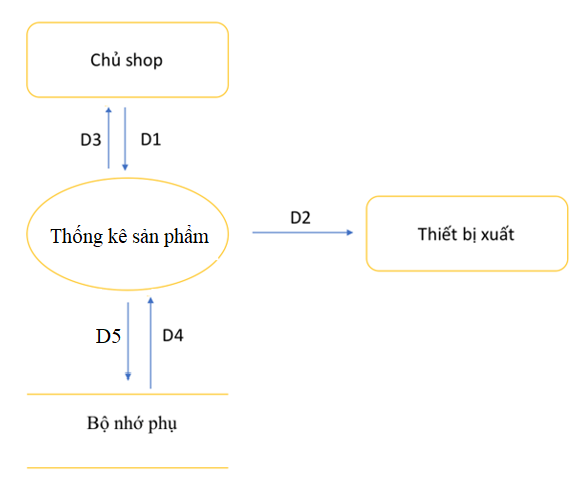 Chủ shop
D3
D1
Thống kê sản phẩm
D2
Thiết bị xuất
D5
D4
Bộ nhớ phụ